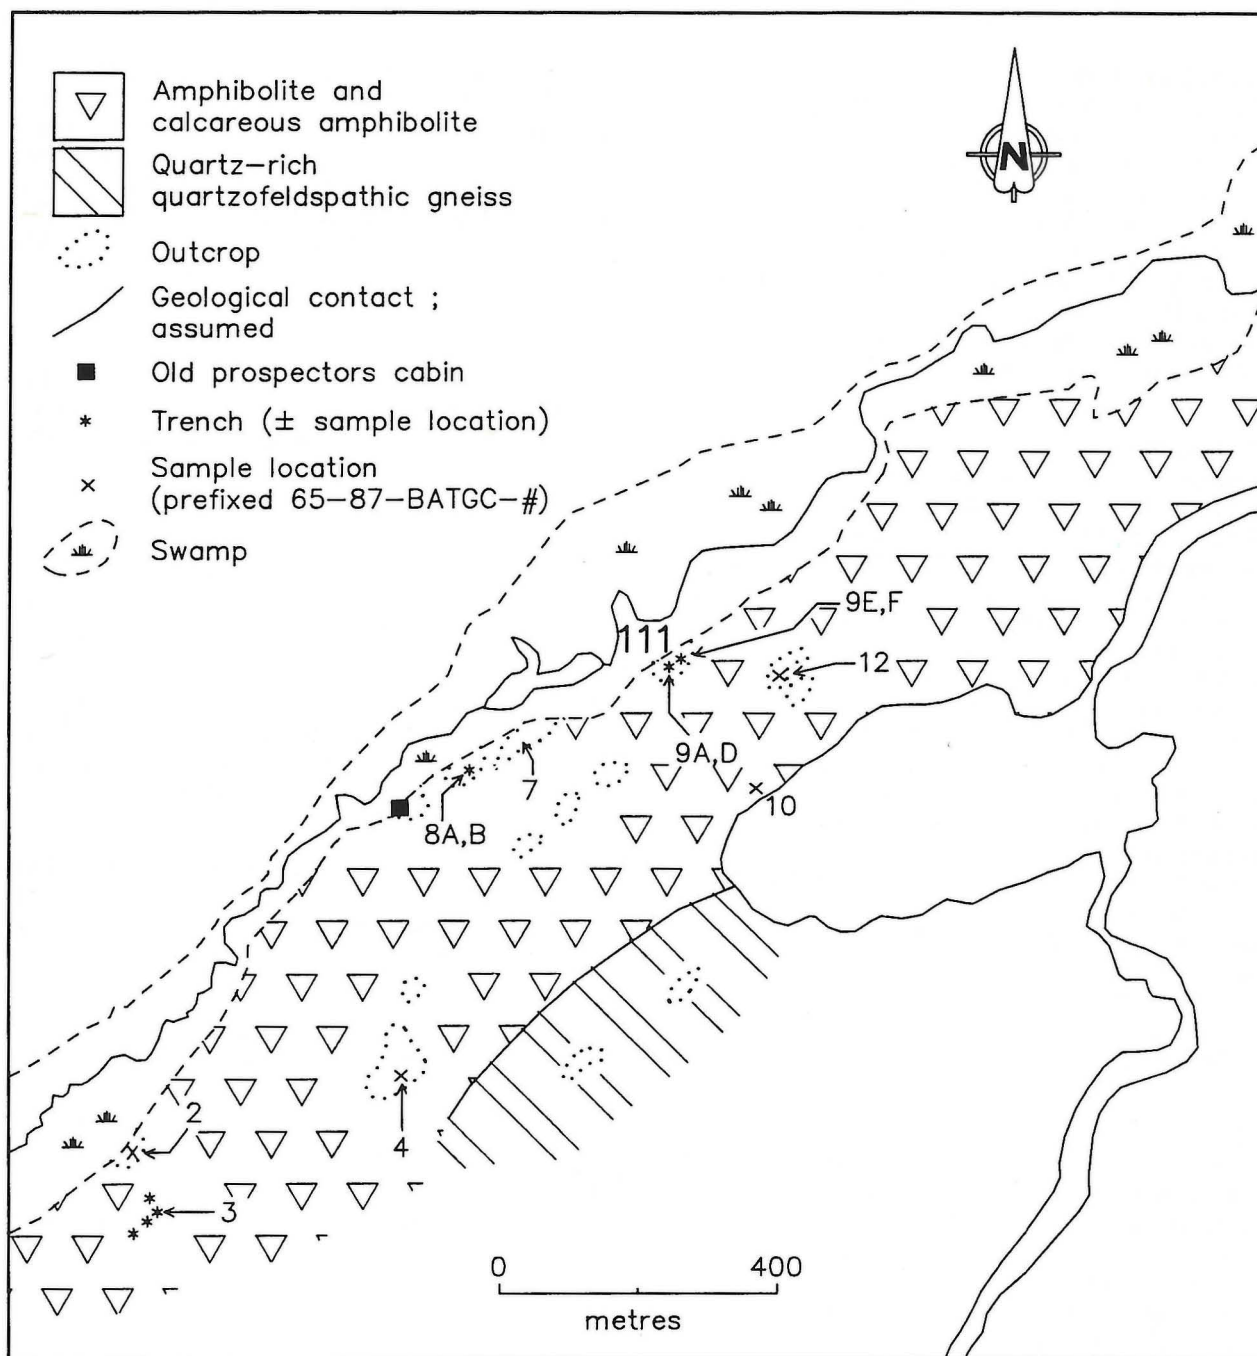 Amphibolite and
calcareous amphibolite
Quartz-rich
quartzofeldspathic gneiss
Outcrop
Geological contact ;
assumed
Old prospectors cabin
Trench (± sample location)
Sample location
(prefixed 65-87-BATGC-#)
Swamp
N
9E,F
111
12
9A,D
7
10
8A,B
2
4
3
0 400
metres